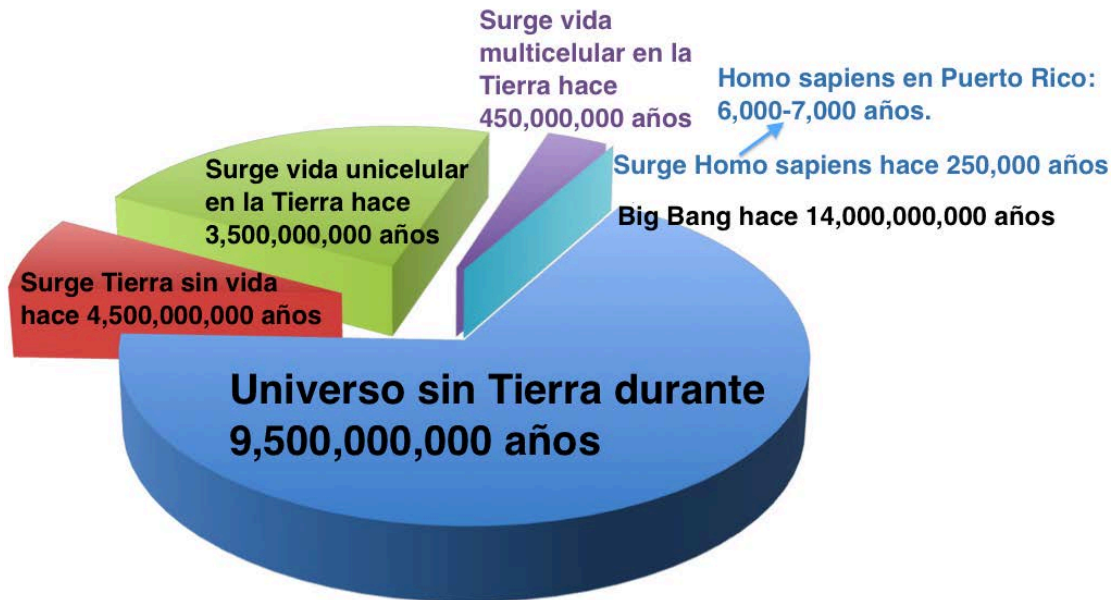 Surge vida
multicelular en la
Tierra hace
450,000,000 años
Homo sapiens en Puerto Rico:
6,000-7,000 años.
Surge Homo sapiens hace 250,000 años
Big Bang hace 14,000,000,000 años
Surge vida unicelular
en la Tierra hace
3,500,000,000 años
Surge Tierra sin vida
hace 4,500,000,000 años
Universo sin Tierra durante
9,500,000,000 años